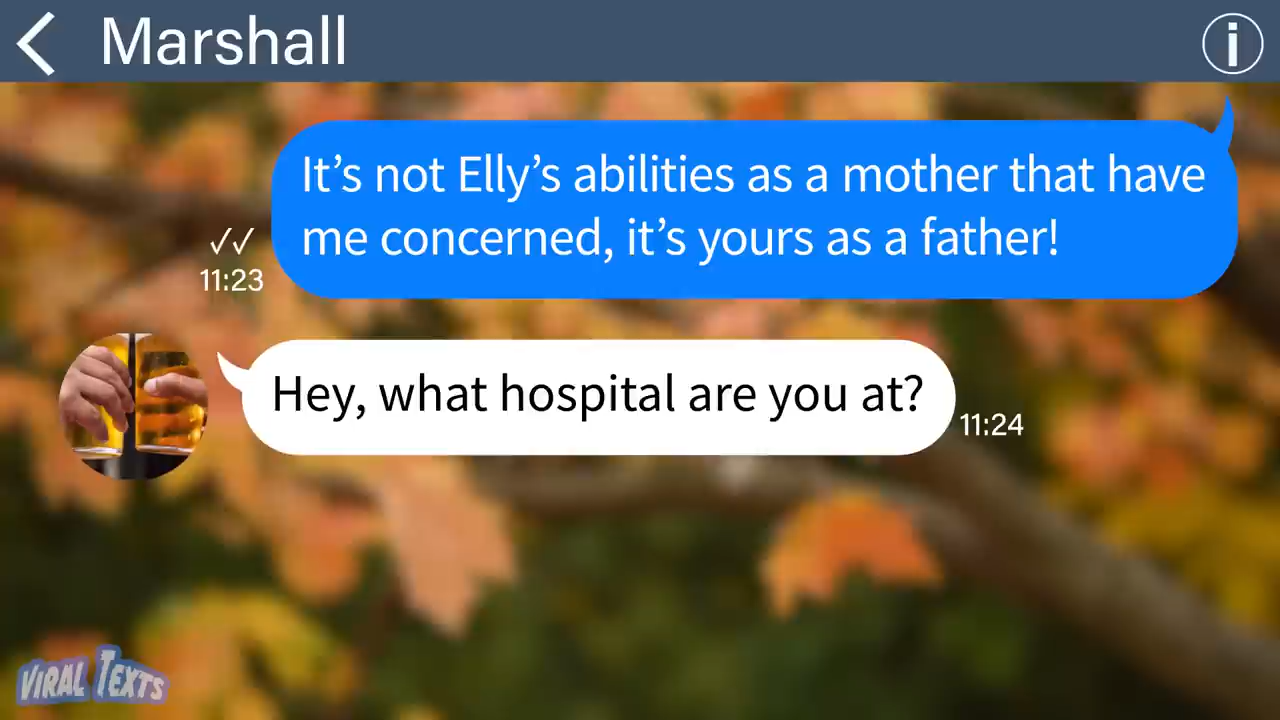 Marshall
It’s not Elly’s abilities as a mother that have
me concerned, it’s yours as a father!
11:23
Hey, what hospital are you at?
11:24
VIRAL TEXTS